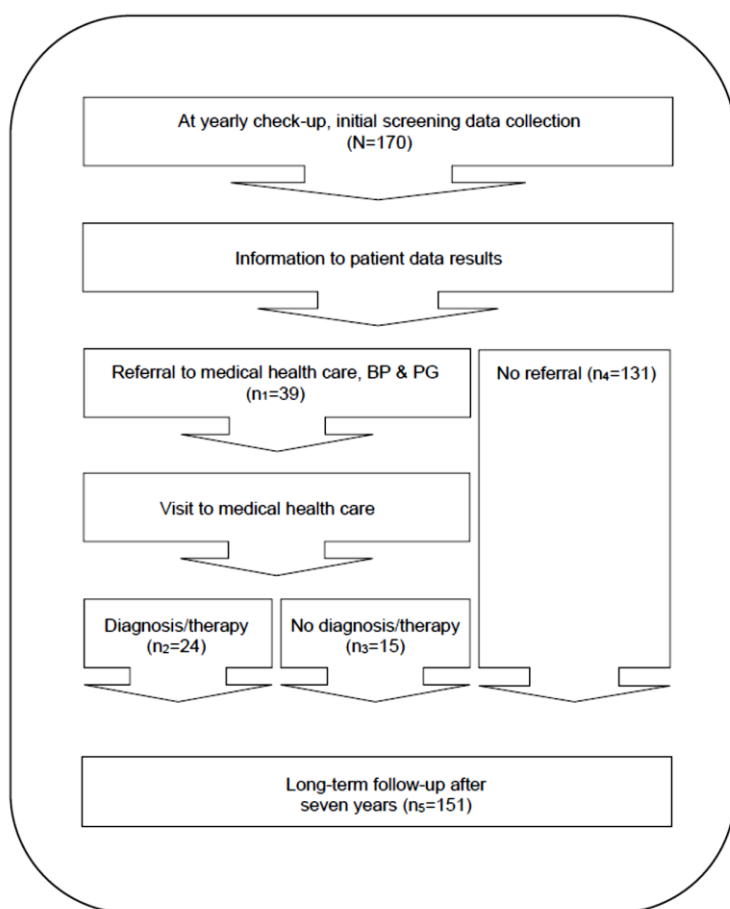 At yearly check-up, initial screening data collection
(N=170)
Information to patient data results
Referral to medical health care, BP & PG
(n₁=39)
No referral (n₄=131)
Visit to medical health care
Diagnosis/therapy
(n₂=24)
No diagnosis/therapy
(n₃=15)
Long-term follow-up after
seven years (n₅=151)